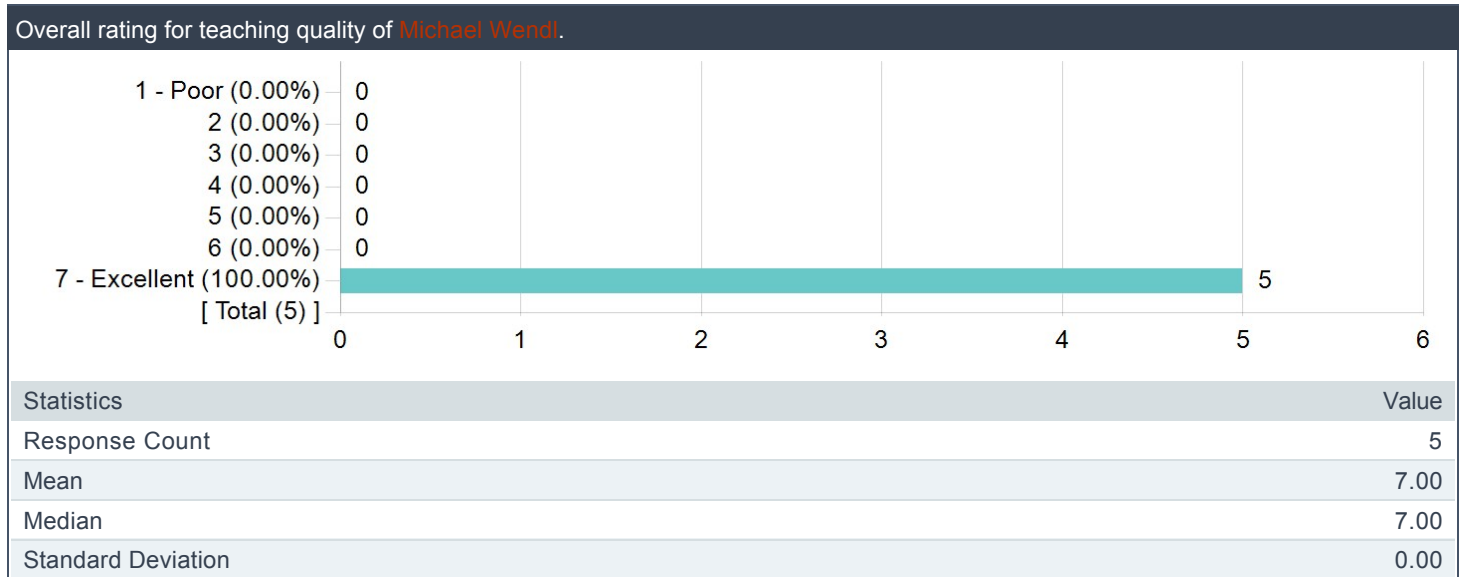 Overall rating for teaching quality of Michael Wendl.
1 - Poor (0.00%) 0
2 (0.00%) 0
3 (0.00%) 0
4 (0.00%) 0
5 (0.00%) 0
6 (0.00%) 0
7 - Excellent (100.00%) 5
[ Total (5) ]
0 1 2 3 4 5 6
Statistics Value
Response Count 5
Mean 7.00
Median 7.00
Standard Deviation 0.00